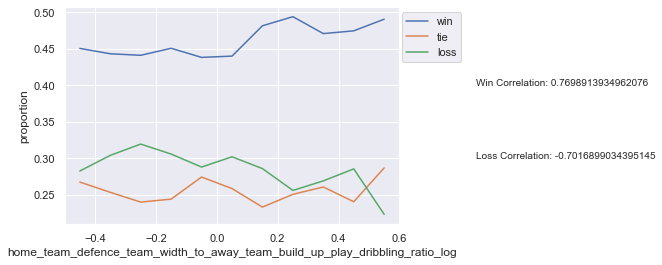 0.50
0.45
0.40
0.35
0.30
0.25
proportion
−0.4
−0.2
0.0
0.2
0.4
0.6
home_team_defence_team_width_to_away_team_build_up_play_dribbling_ratio_log
win
tie
loss
Win Correlation: 0.7698913934962076
Loss Correlation: -0.7016899034395145